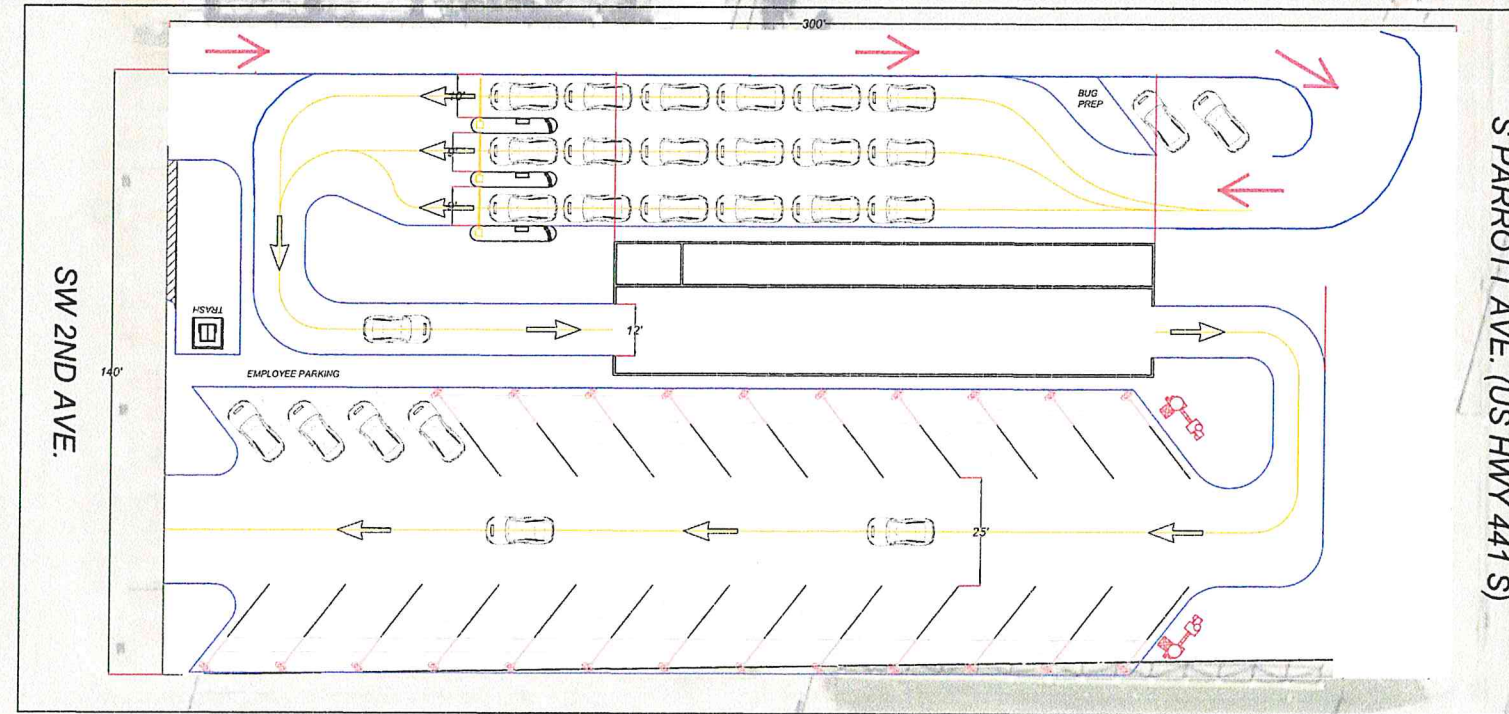 300'
BUG
PREP
S PARROTT AVE. (US HWY 441 S)
SW 2ND AVE.
140'
TRASH
12'
EMPLOYEE PARKING
25'